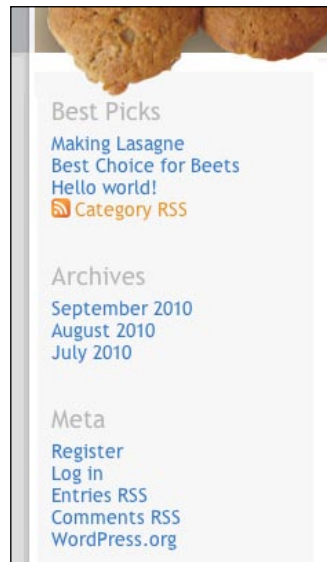 Best Picks
Making Lasagne
Best Choice for Beets
Hello world!
Category RSS
Archives
September 2010
August 2010
July 2010
Meta
Register
Log in
Entries RSS
Comments RSS
WordPress.org